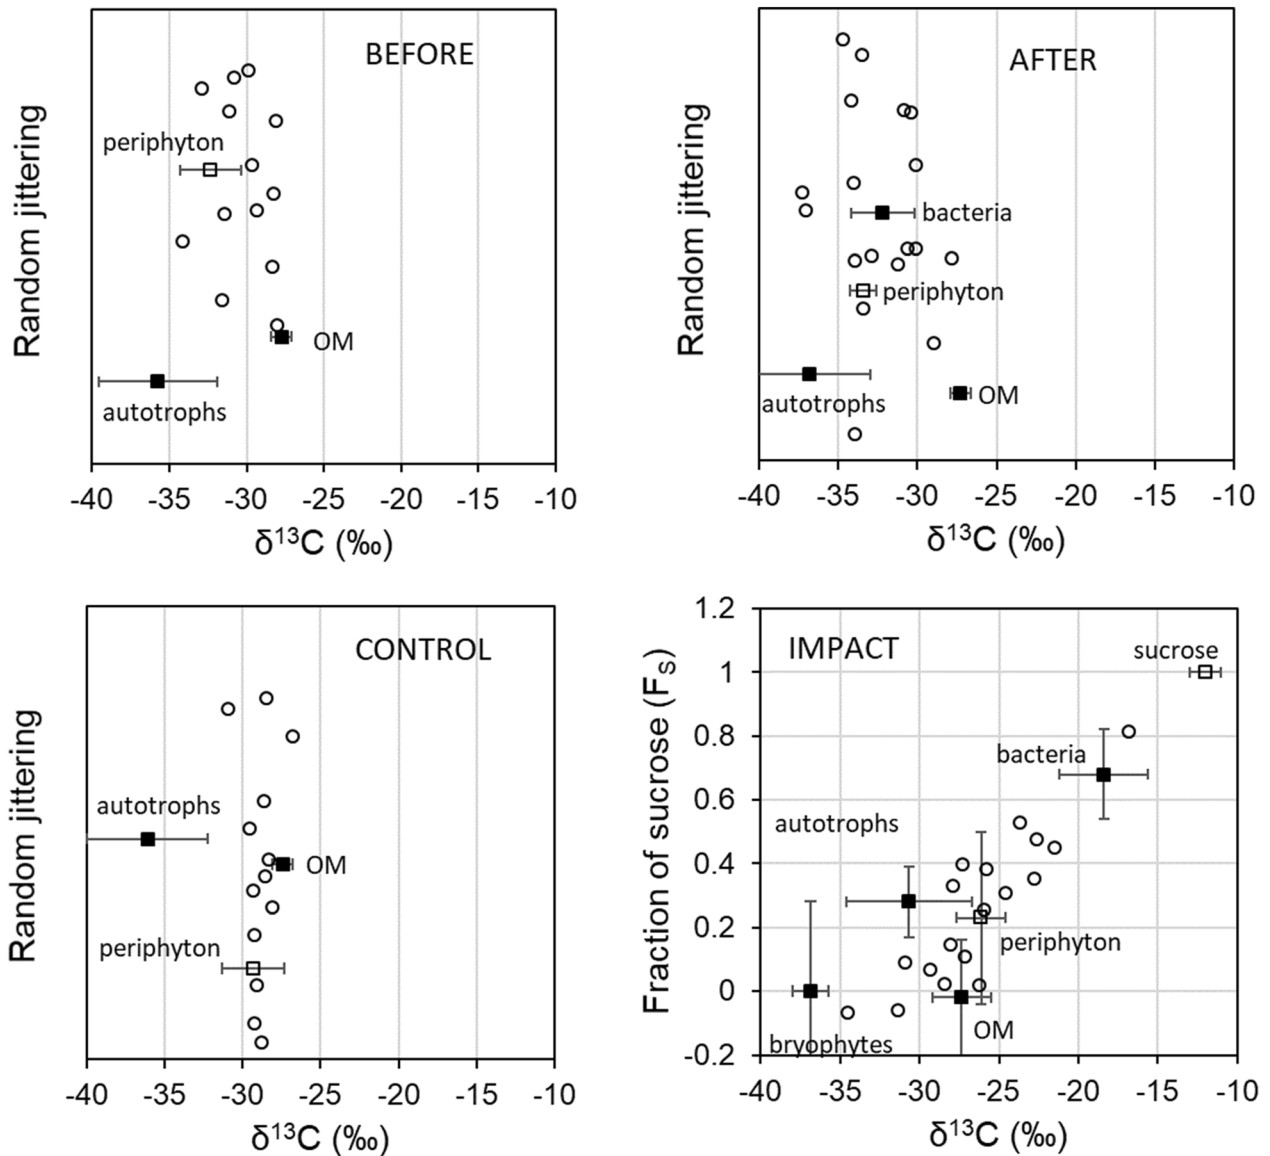 BEFORE
Random jittering
periphyton
OM
autotrophs
-40 -35 -30 -25 -20 -15 -10
δ¹³C (‰)
AFTER
Random jittering
bacteria
periphyton
autotrophs
OM
-40 -35 -30 -25 -20 -15 -10
δ¹³C (‰)
CONTROL
Random jittering
autotrophs
OM
periphyton
-40 -35 -30 -25 -20 -15 -10
δ¹³C (‰)
IMPACT
Fraction of sucrose (Fₛ)
1.2
1
0.8
0.6
0.4
0.2
0
-0.2
sucrose
bacteria
autotrophs
periphyton
OM
bryophytes
-40 -35 -30 -25 -20 -15 -10
δ¹³C (‰)